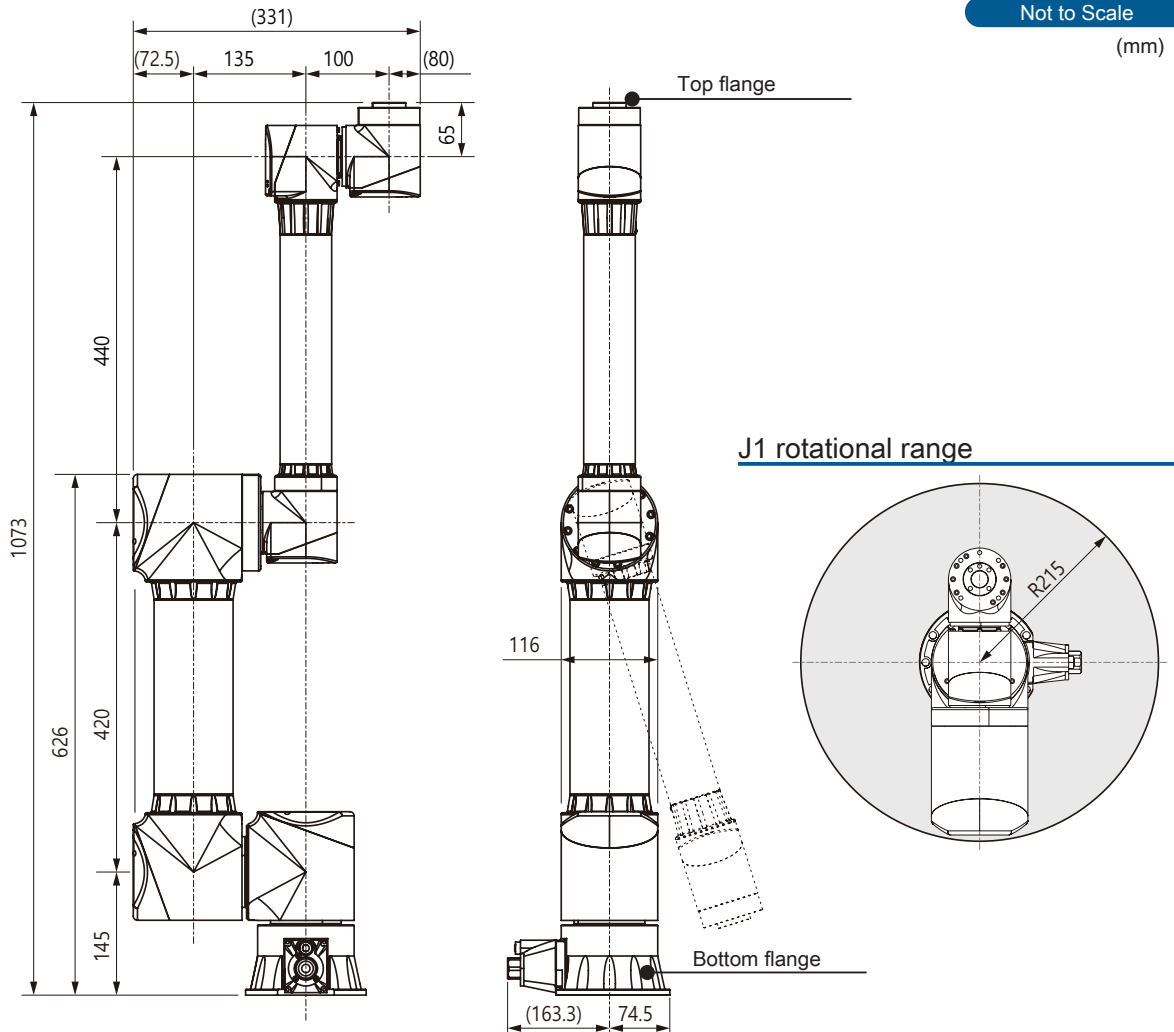 (331)
Not to Scale
(mm)
(72.5)
135
100
(80)
Top flange
65
440
1073
J1 rotational range
R215
116
420
626
145
Bottom flange
(163.3)
74.5